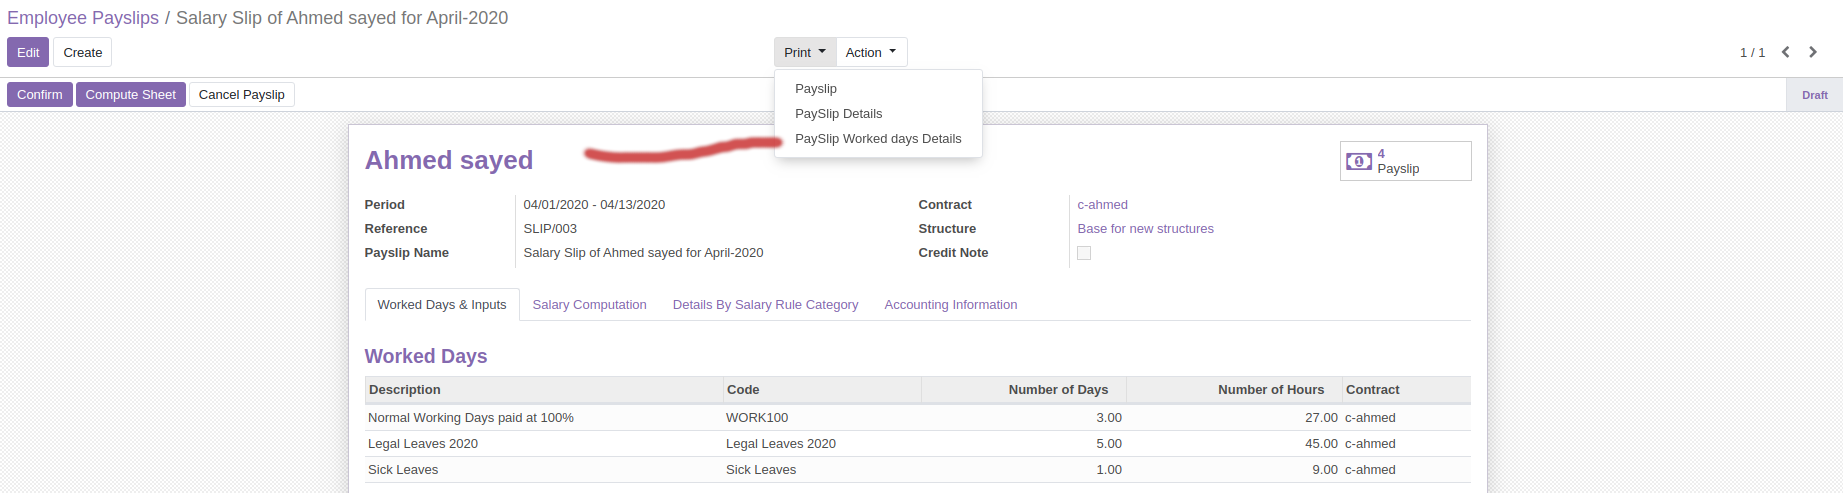 Employee Payslips / Salary Slip of Ahmed sayed for April-2020
Edit Create Print Action 1 / 1
Confirm Compute Sheet Cancel Payslip Draft
Payslip
PaySlip Details
PaySlip Worked days Details
Ahmed sayed
4
Payslip
Period 04/01/2020 - 04/13/2020 Contract c-ahmed
Reference SLIP/003 Structure Base for new structures
Payslip Name Salary Slip of Ahmed sayed for April-2020 Credit Note
Worked Days & Inputs Salary Computation Details By Salary Rule Category Accounting Information
Worked Days
Description Code Number of Days Number of Hours Contract
Normal Working Days paid at 100% WORK100 3.00 27.00 c-ahmed
Legal Leaves 2020 Legal Leaves 2020 5.00 45.00 c-ahmed
Sick Leaves Sick Leaves 1.00 9.00 c-ahmed